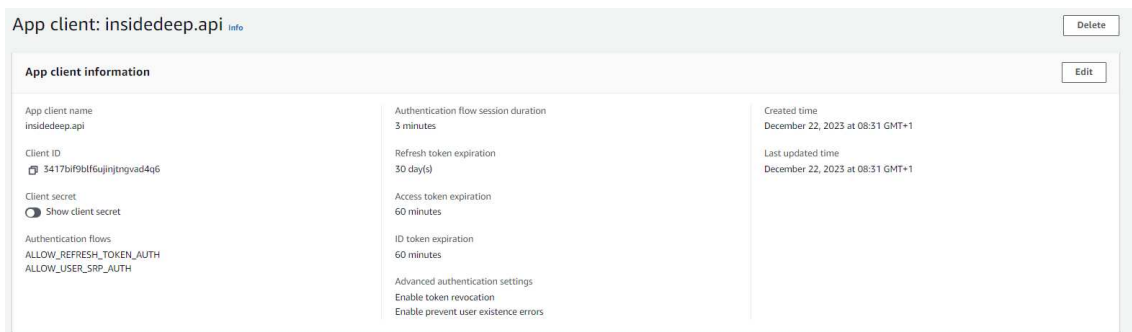 App client: insidedeep.api Info
Delete
App client information
Edit
App client name
insidedeep.api
Client ID
3417bif9blf6ujinjtngvad4q6
Client secret
Show client secret
Authentication flows
ALLOW_REFRESH_TOKEN_AUTH
ALLOW_USER_SRP_AUTH
Authentication flow session duration
3 minutes
Refresh token expiration
30 day(s)
Access token expiration
60 minutes
ID token expiration
60 minutes
Advanced authentication settings
Enable token revocation
Enable prevent user existence errors
Created time
December 22, 2023 at 08:31 GMT+1
Last updated time
December 22, 2023 at 08:31 GMT+1